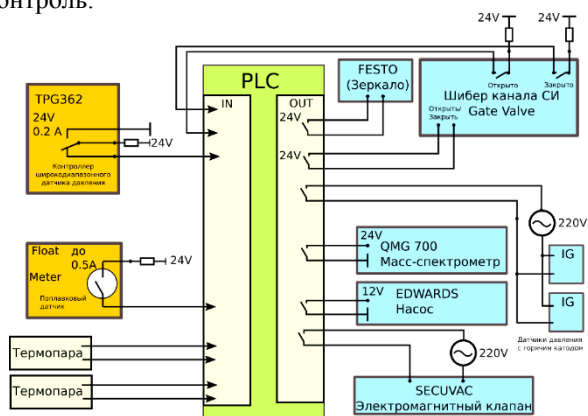 контроль.
24V
24V
PLC
IN
OUT
TPG362
24V
0.2 A
24V
Контроллер
широкодиапазонного
датчика давления
FESTO
(Зеркало)
24V
24V
Открыто
Закрыто
Шибер канала СИ
Gate Valve
Открыть/
Закрыть
220V
Float
до
0.5A
Meter
24V
Поплавковый
датчик
24V
QMG 700
Масс-спектрометр
IG
IG
12V
EDWARDS
Насос
Датчики давления
с горячим катодом
Термопара
Термопара
220V
SECUVAC
Электромагнитный клапан